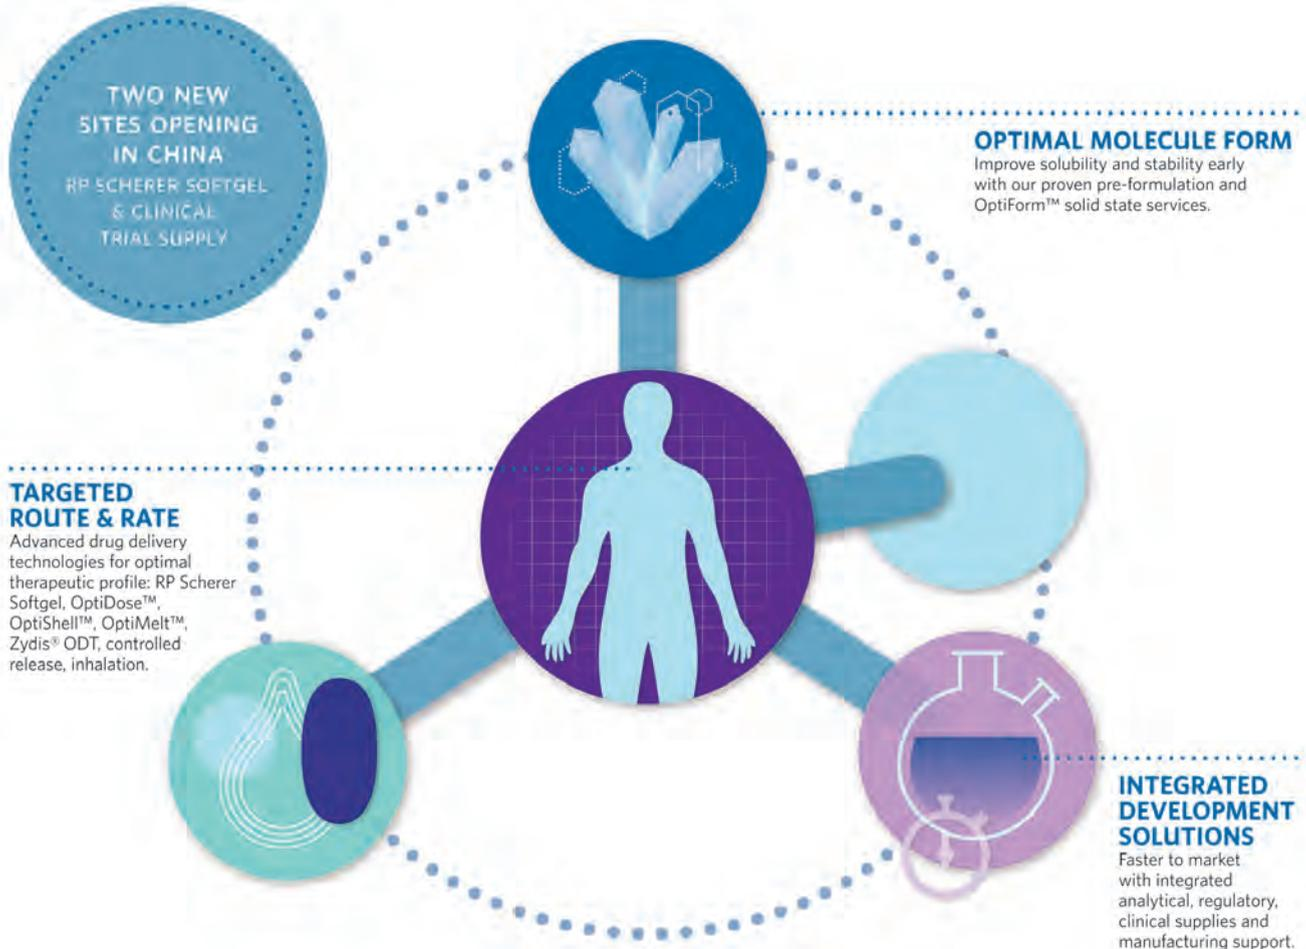 TWO NEW
SITES OPENING
IN CHINA
RP SCHERER SOFTGEL
& CLINICAL
TRIAL SUPPLY
OPTIMAL MOLECULE FORM
Improve solubility and stability early
with our proven pre-formulation and
OptiForm™ solid state services.
TARGETED
ROUTE & RATE
Advanced drug delivery
technologies for optimal
therapeutic profile: RP Scherer
Softgel, OptiDose™,
OptiShell™, OptiMelt™,
Zydis® ODT, controlled
release, inhalation.
INTEGRATED
DEVELOPMENT
SOLUTIONS
Faster to market
with integrated
analytical, regulatory,
clinical supplies and
manufacturing support.